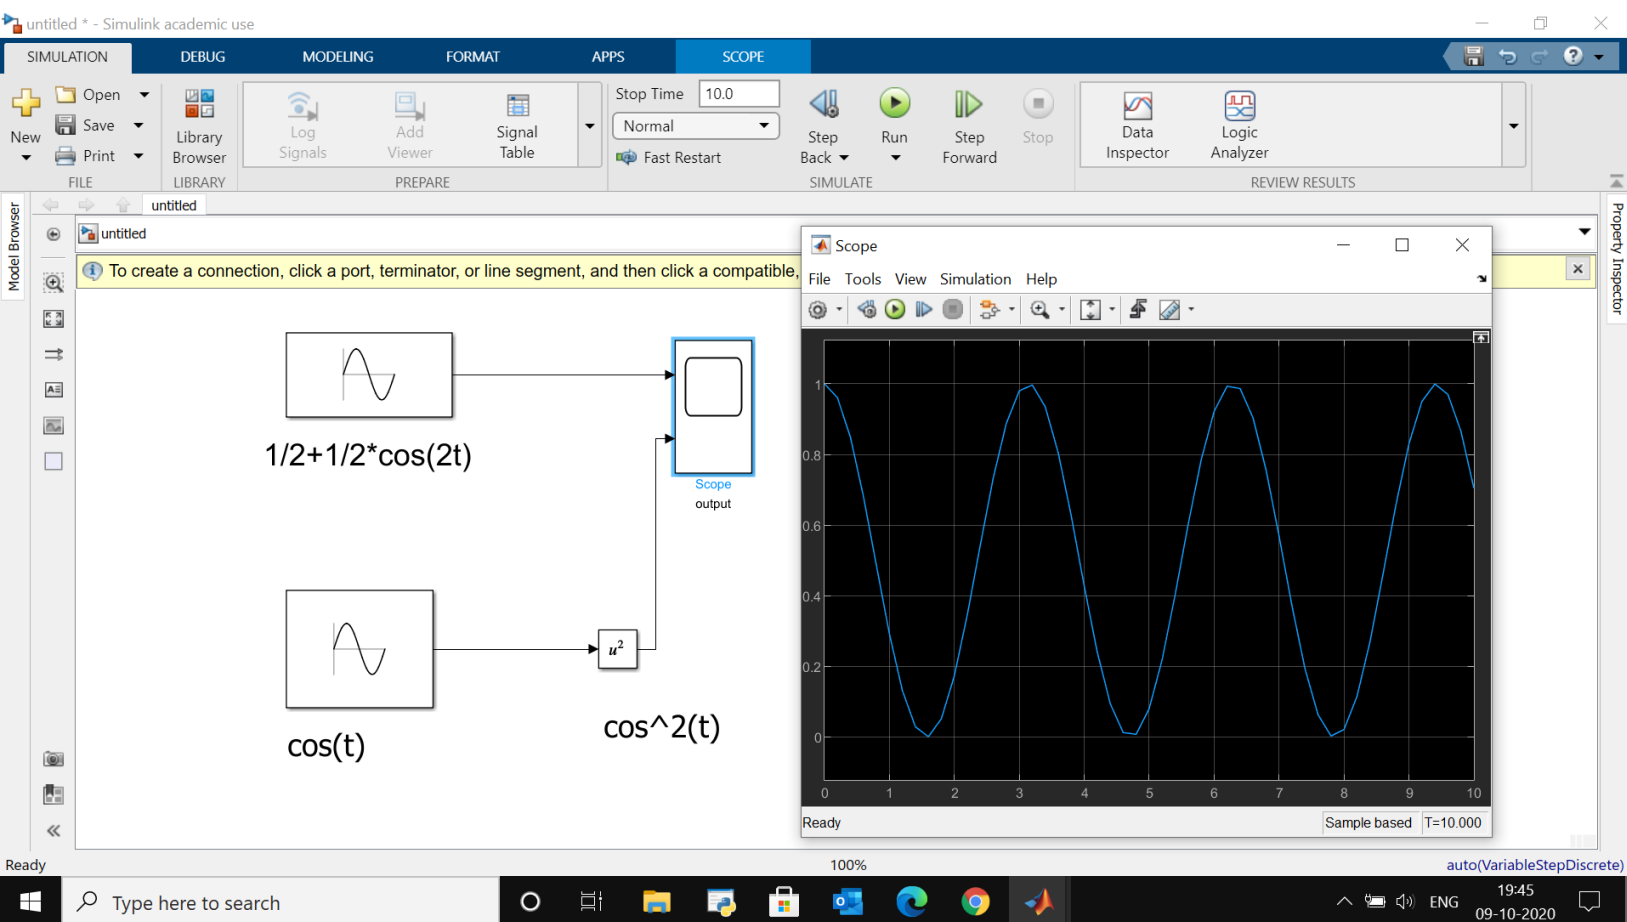 untitled * - Simulink academic use
SIMULATION DEBUG MODELING FORMAT APPS SCOPE
New
Open
Save
Print
FILE
Library Browser
LIBRARY
Log Signals
Add Viewer
Signal Table
PREPARE
Stop Time 10.0
Normal
Fast Restart
Step Back
Run
Step Forward
Stop
SIMULATE
Data Inspector
Logic Analyzer
REVIEW RESULTS
Model Browser
untitled
untitled
Property Inspector
To create a connection, click a port, terminator, or line segment, and then click a compatible,
1/2+1/2*cos(2t)
Scope
output
cos(t)
u²
cos^2(t)
Scope
File Tools View Simulation Help
1
0.8
0.6
0.4
0.2
0
0 1 2 3 4 5 6 7 8 9 10
Ready Sample based T=10.000
Ready 100% auto(VariableStepDiscrete)
Type here to search
ENG
19:45
09-10-2020